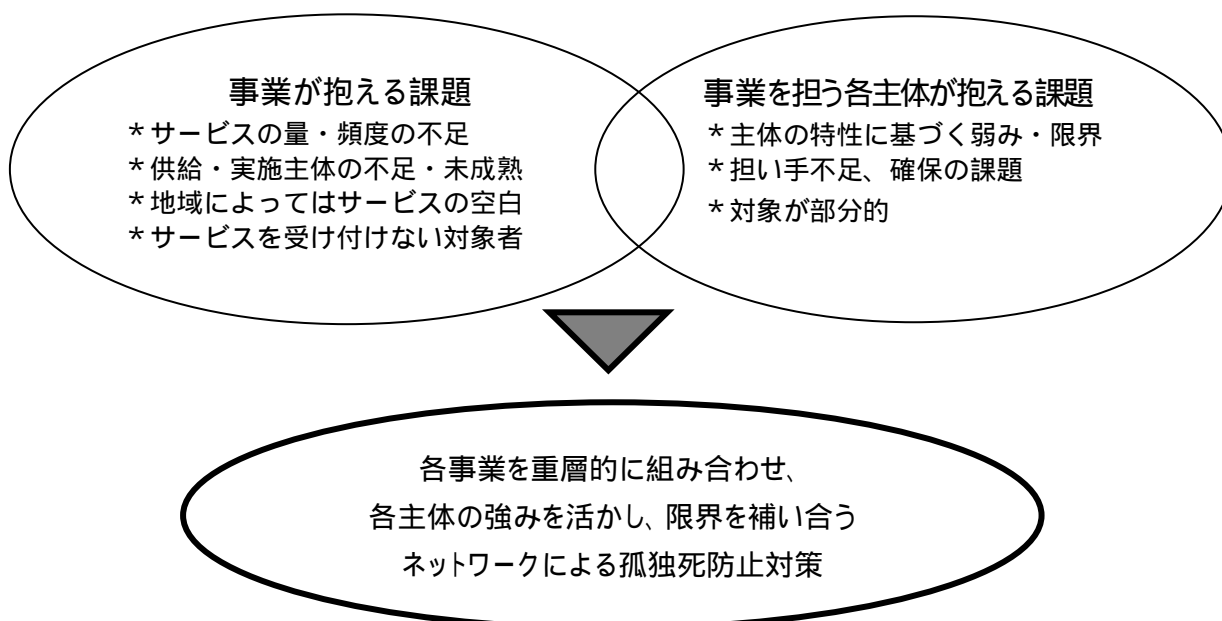 事業が抱える課題
*サービスの量・頻度の不足
*供給・実施主体の不足・未成熟
*地域によってはサービスの空白
*サービスを受け付けない対象者
事業を担う各主体が抱える課題
*主体の特性に基づく弱み・限界
*担い手不足、確保の課題
*対象が部分的
各事業を重層的に組み合わせ、
各主体の強みを活かし、限界を補い合う
ネットワークによる孤独死防止対策